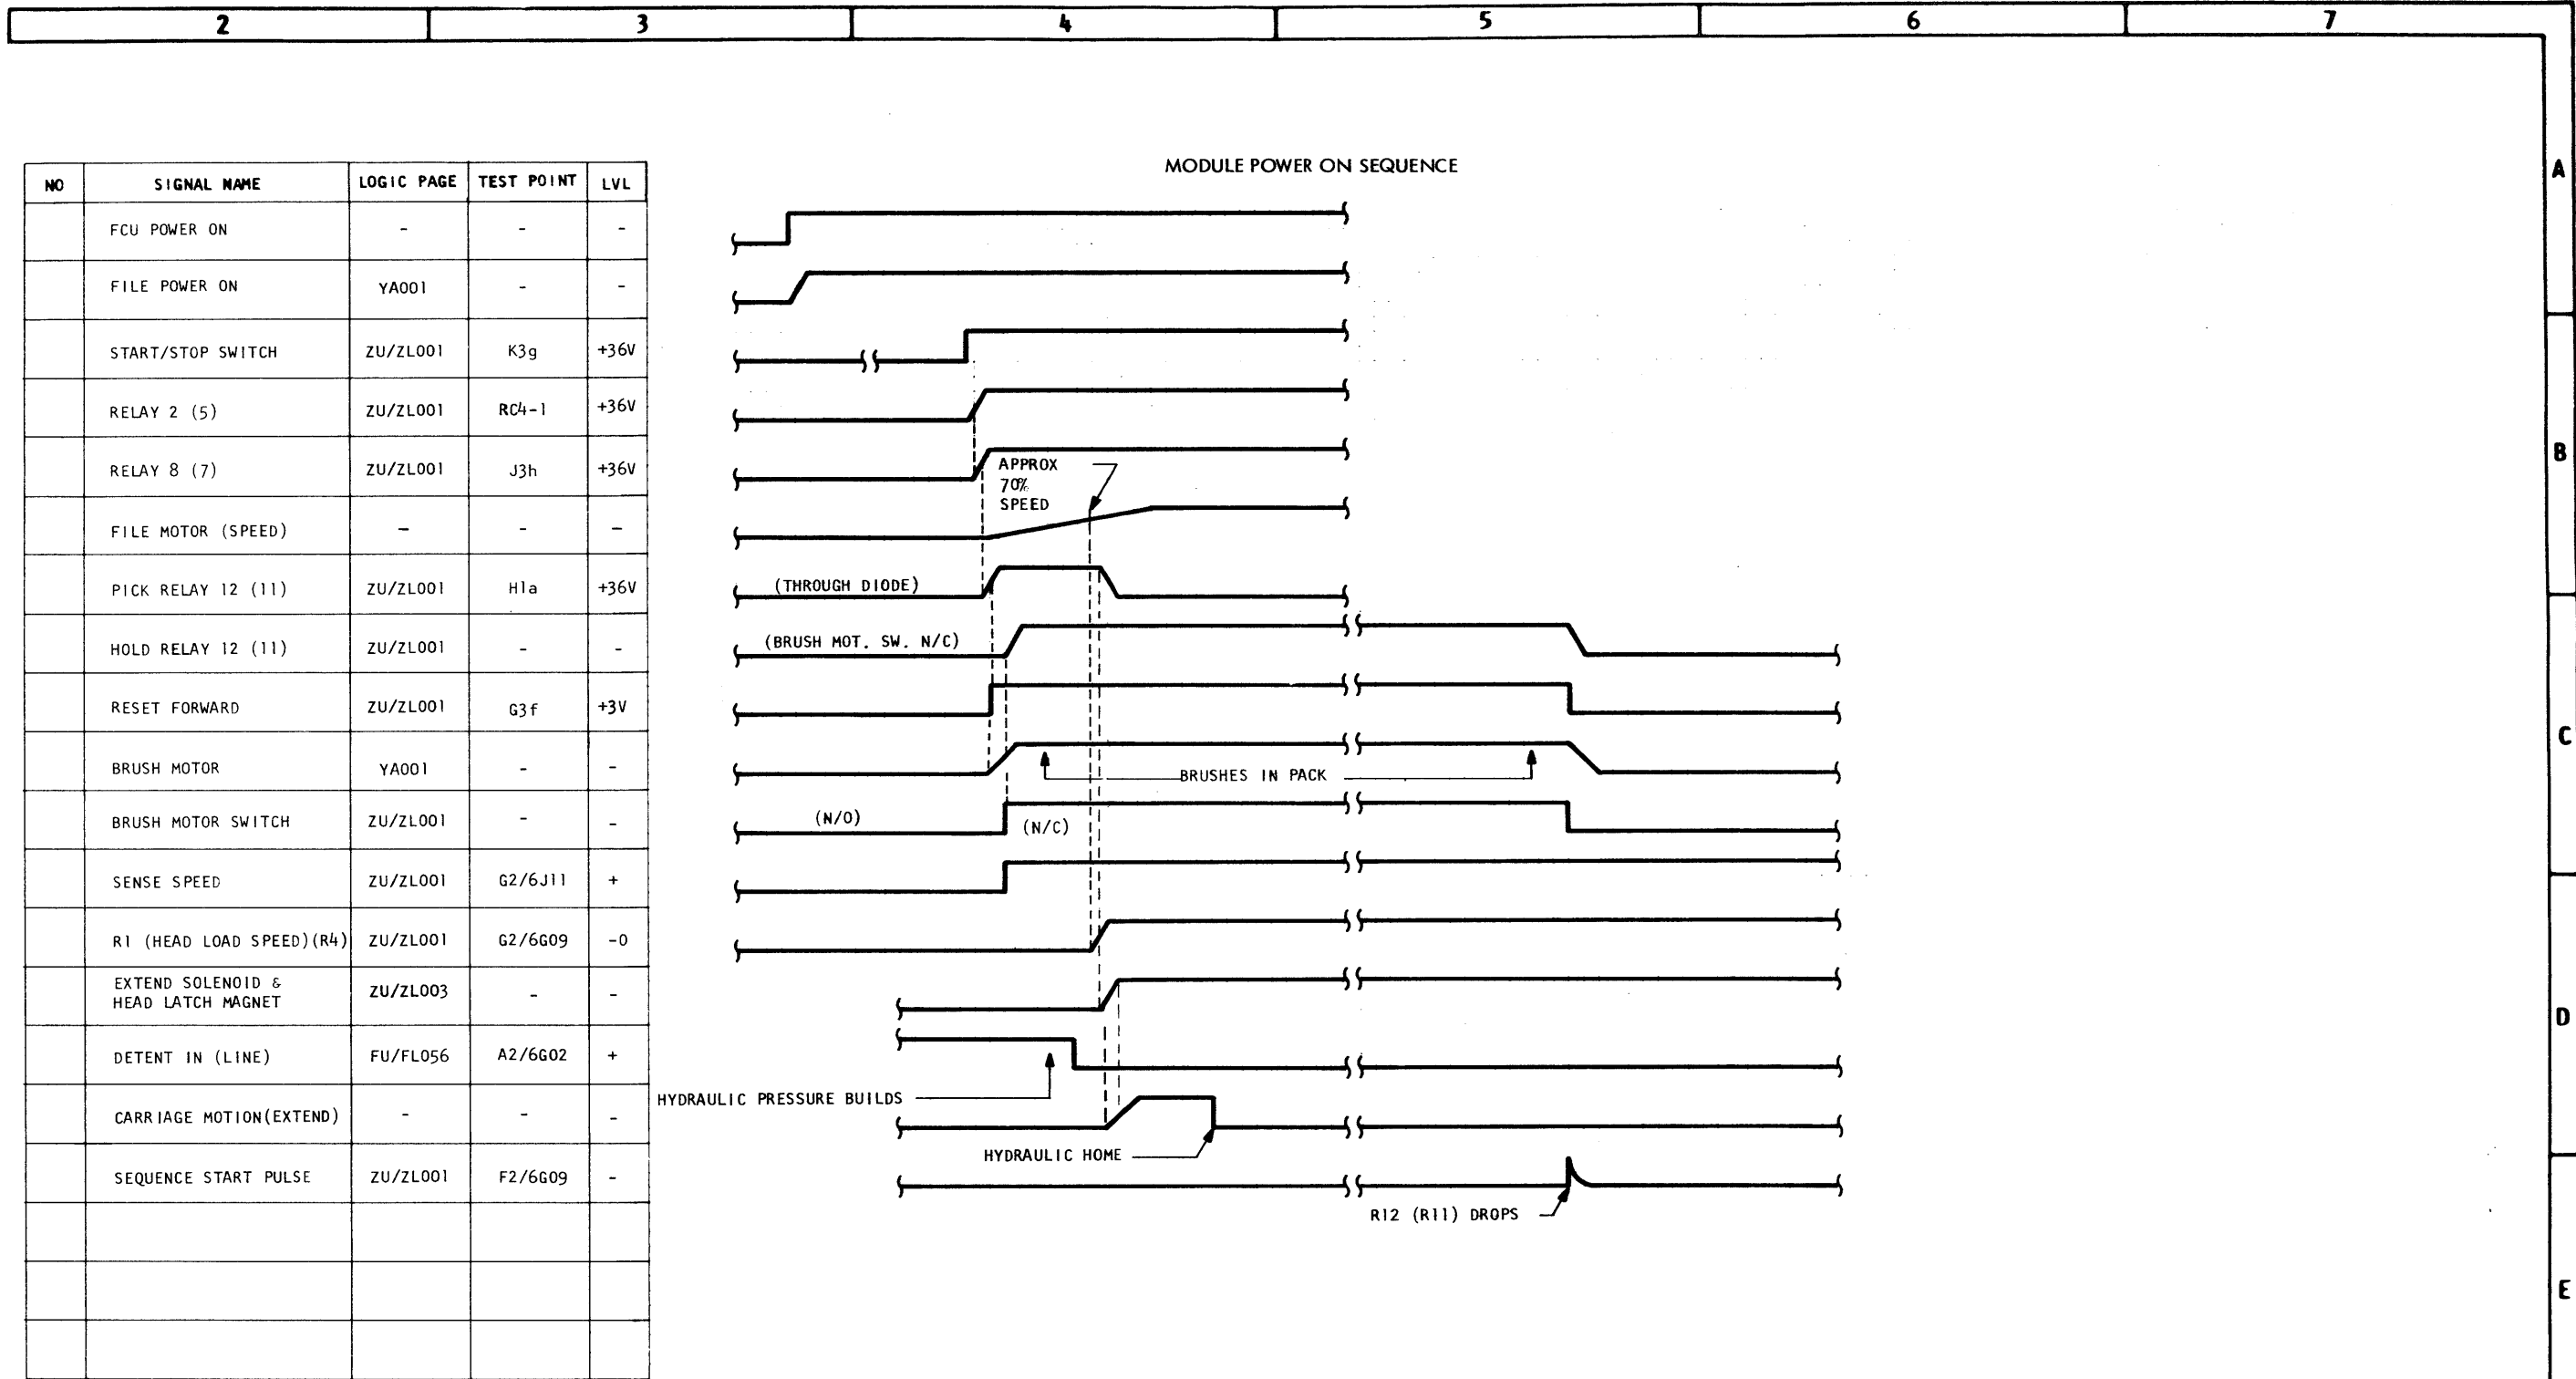 2 3 4 5 6 7
MODULE POWER ON SEQUENCE
A
NO SIGNAL NAME LOGIC PAGE TEST POINT LVL
FCU POWER ON - - -
FILE POWER ON YA001 - -
START/STOP SWITCH ZU/ZL001 K3g +36V
RELAY 2 (5) ZU/ZL001 RC4-1 +36V
RELAY 8 (7) ZU/ZL001 J3h +36V
APPROX
70%
SPEED
B
FILE MOTOR (SPEED) - - -
PICK RELAY 12 (11) ZU/ZL001 H1a +36V
(THROUGH DIODE)
HOLD RELAY 12 (11) ZU/ZL001 - -
(BRUSH MOT. SW. N/C)
RESET FORWARD ZU/ZL001 G3f +3V
C
BRUSH MOTOR YA001 - -
BRUSHES IN PACK
BRUSH MOTOR SWITCH ZU/ZL001 - -
(N/O) (N/C)
SENSE SPEED ZU/ZL001 G2/6J11 +
R1 (HEAD LOAD SPEED)(R4) ZU/ZL001 G2/6G09 -0
EXTEND SOLENOID &
HEAD LATCH MAGNET ZU/ZL003 - -
D
DETENT IN (LINE) FU/FL056 A2/6G02 +
HYDRAULIC PRESSURE BUILDS
CARRIAGE MOTION(EXTEND) - - -
HYDRAULIC HOME
SEQUENCE START PULSE ZU/ZL001 F2/6G09 -
R12 (R11) DROPS
E